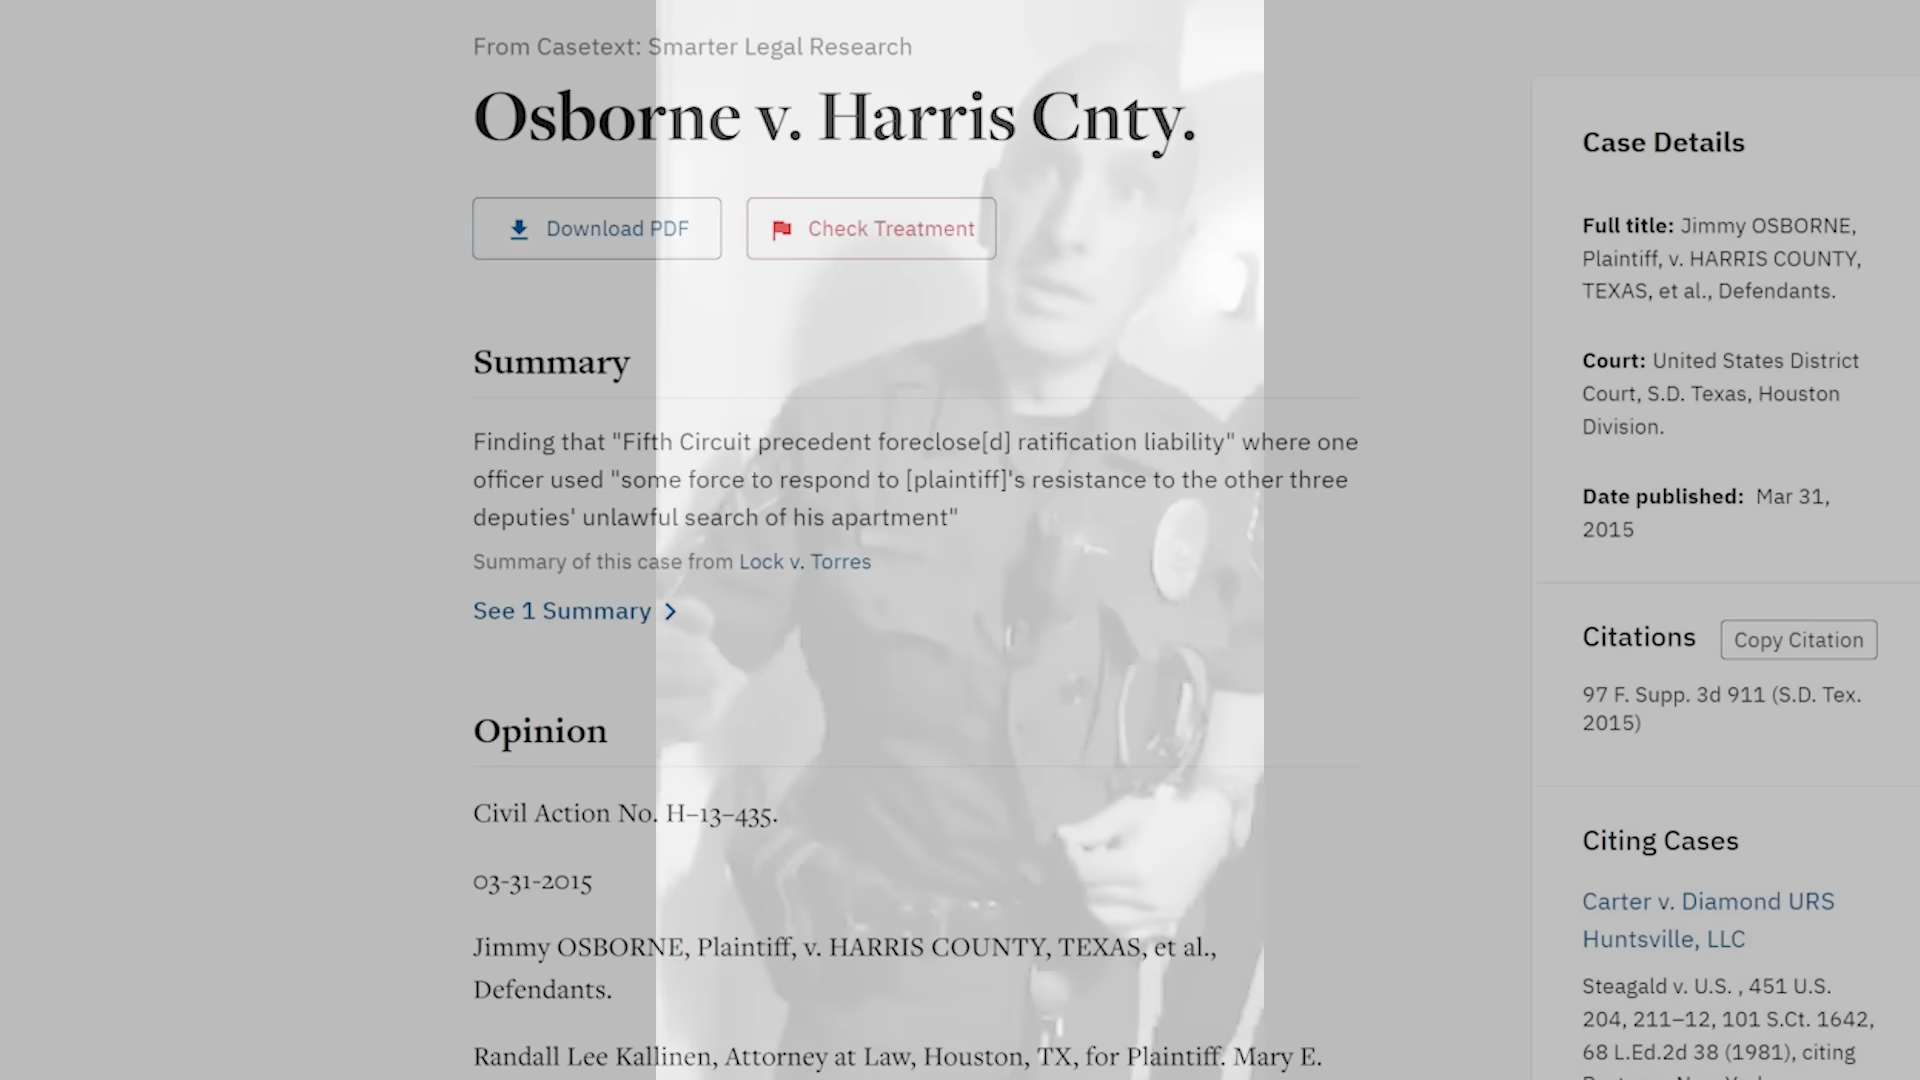 From Casetext: Smarter Legal Research
Osborne v. Harris Cnty.
Download PDF
Check Treatment
Summary
Finding that "Fifth Circuit precedent foreclose[d] ratification liability" where one
officer used "some force to respond to [plaintiff]'s resistance to the other three
deputies' unlawful search of his apartment"
Summary of this case from Lock v. Torres
See 1 Summary
Opinion
Civil Action No. H–13–435.
03-31-2015
Jimmy OSBORNE, Plaintiff, v. HARRIS COUNTY, TEXAS, et al.,
Defendants.
Randall Lee Kallinen, Attorney at Law, Houston, TX, for Plaintiff. Mary E.
Case Details
Full title: Jimmy OSBORNE,
Plaintiff, v. HARRIS COUNTY,
TEXAS, et al., Defendants.
Court: United States District
Court, S.D. Texas, Houston
Division.
Date published: Mar 31,
2015
Citations
Copy Citation
97 F. Supp. 3d 911 (S.D. Tex.
2015)
Citing Cases
Carter v. Diamond URS
Huntsville, LLC
Steagald v. U.S. , 451 U.S.
204, 211–12, 101 S.Ct. 1642,
68 L.Ed.2d 38 (1981), citing